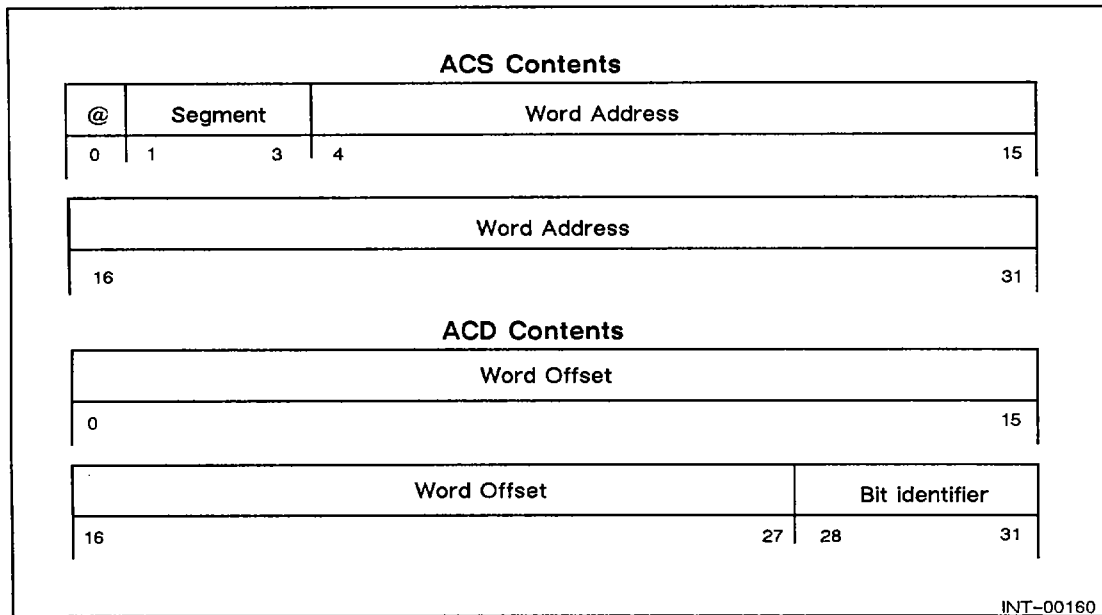 ACS Contents
@ Segment Word Address
0 1 3 4 15
Word Address
16 31
ACD Contents
Word Offset
0 15
Word Offset Bit identifier
16 27 28 31
INT-00160